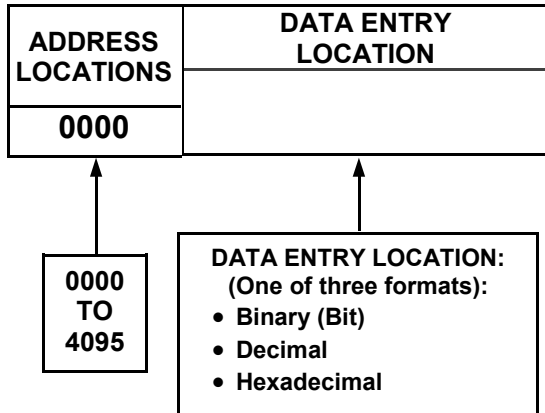 ADDRESS
LOCATIONS
DATA ENTRY
LOCATION
0000
0000
TO
4095
DATA ENTRY LOCATION:
(One of three formats):
• Binary (Bit)
• Decimal
• Hexadecimal